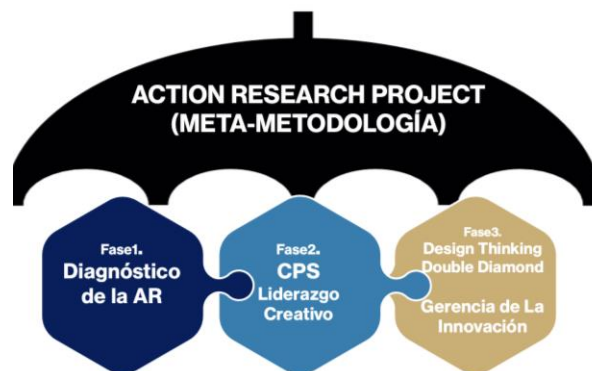 ACTION RESEARCH PROJECT
(META-METODOLOGÍA)
Fase1.
Diagnóstico
de la AR
Fase2.
CPS
Liderazgo
Creativo
Fase3.
Design Thinking
Double Diamond
Gerencia de La
Innovación